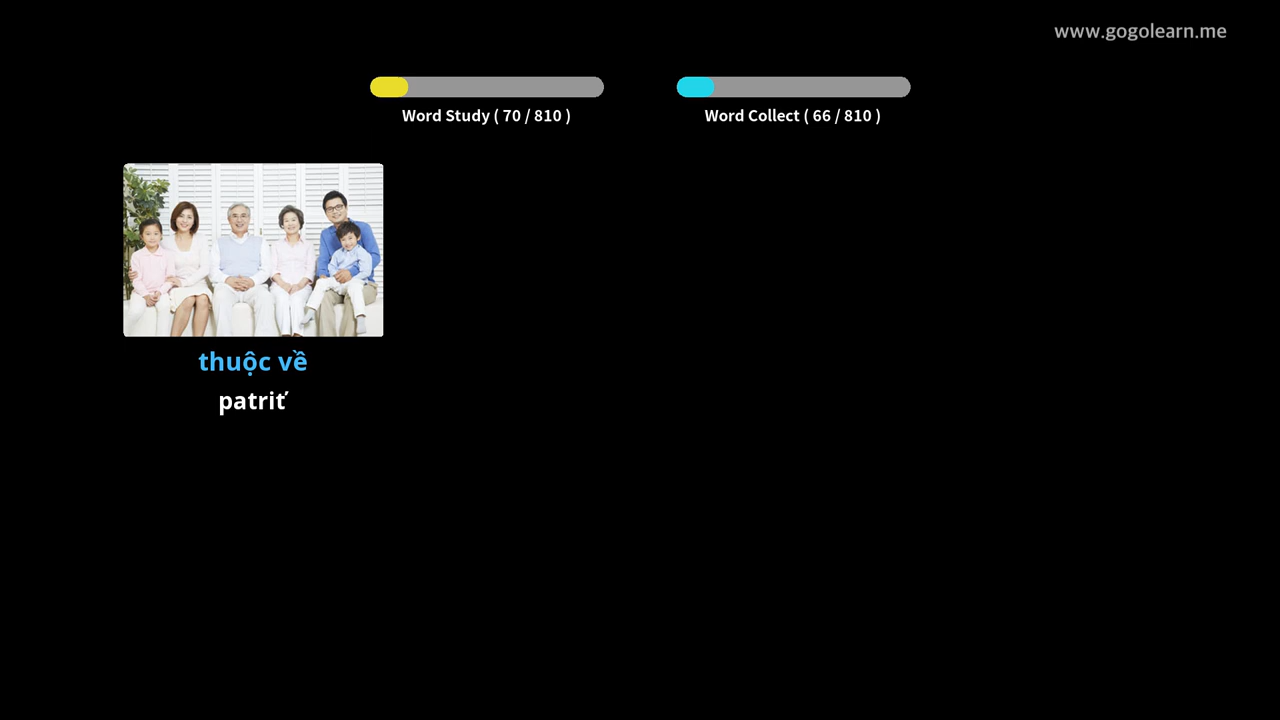 www.gogolearn.me
Word Study ( 70 / 810 )
Word Collect ( 66 / 810 )
thuộc về
patriť